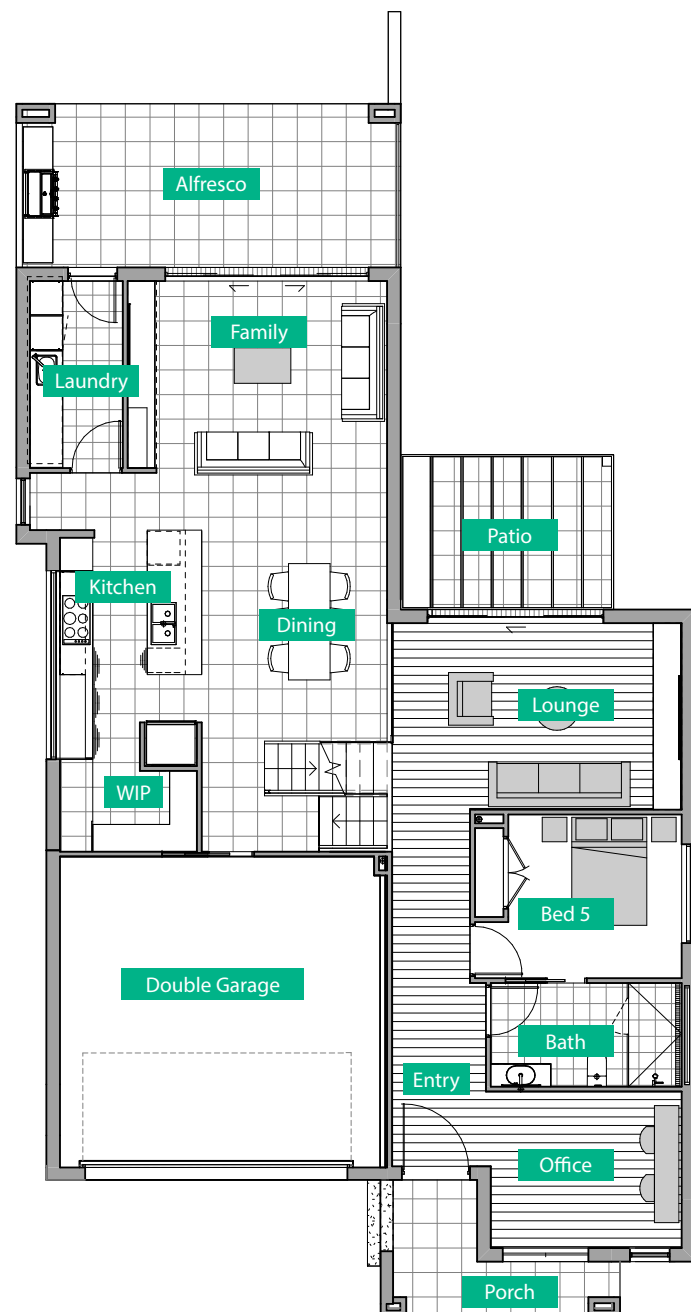 Alfresco
Family
Laundry
Patio
Kitchen
Dining
Lounge
WIP
Bed 5
Double Garage
Bath
Entry
Office
Porch